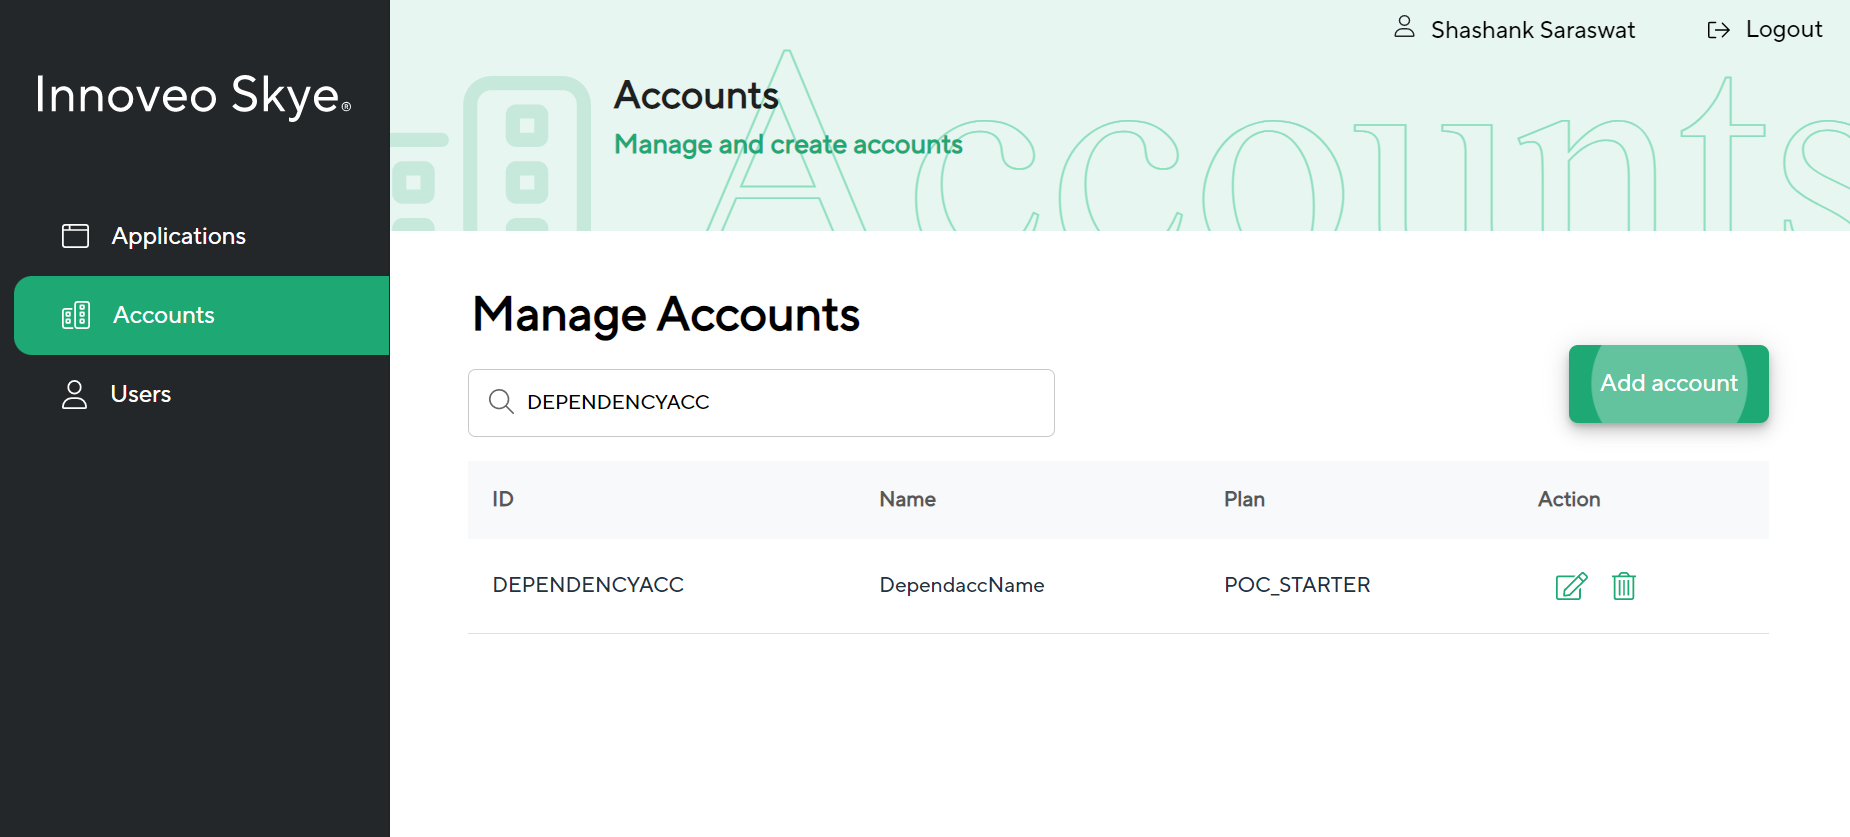 Innoveo Skye®
Applications
Accounts
Users
Shashank Saraswat
Logout
Accounts
Accounts
Manage and create accounts
Manage Accounts
DEPENDENCYACC
Add account
ID Name Plan Action
DEPENDENCYACC DependaccName POC_STARTER